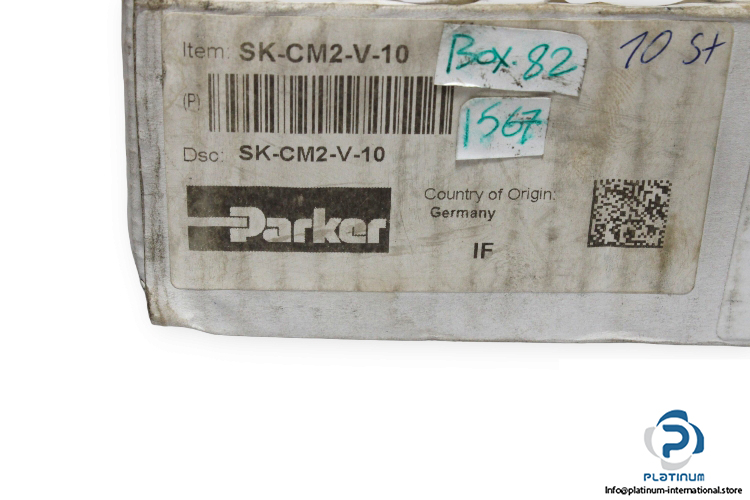 Item: SK-CM2-V-10
Box.82
10 St
(P)
1567
Dsc: SK-CM2-V-10
Parker
Country of Origin:
Germany
IF
PLATINUM
Info@platinum-international.store